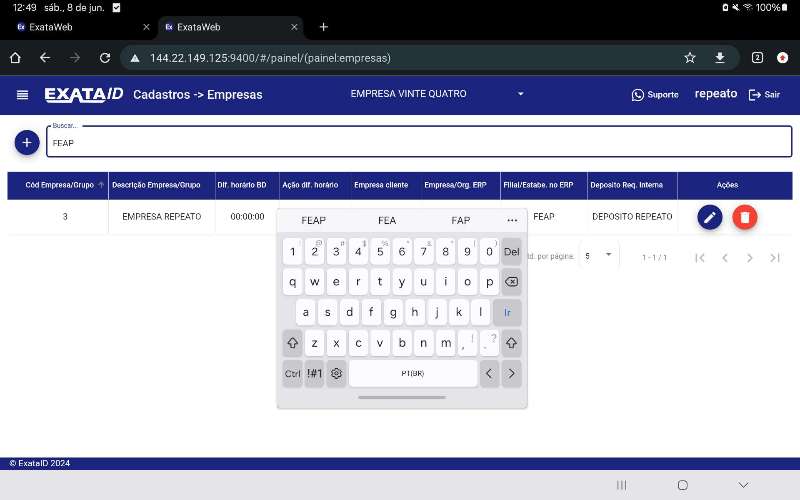 12:49 sáb., 8 de jun. 100%
Ex ExataWeb
Ex ExataWeb
144.22.149.125:9400/#/painel/(painel:empresas)
2
EXATAID Cadastros -> Empresas EMPRESA VINTE QUATRO Suporte repeato Sair
Buscar...
FEAP
Cód Empresa/Grupo Descrição Empresa/Grupo Dif. horário BD Ação dif. horário Empresa cliente Empresa/Org. ERP Filial/Estabe. no ERP Deposito Req. Interna Ações
3 EMPRESA REPEATO 00:00:00 FEAP DEPOSITO REPEATO
td. por página. 5 1 - 1 / 1
FEAP FEA FAP ...
1 2 3 4 5 6 7 8 9 0 Del
q w e r t y u i o p
a s d f g h j k l Ir
z x c v b n m , ! . ?
Ctrl !#1 PT(BR) < >
© ExataID 2024